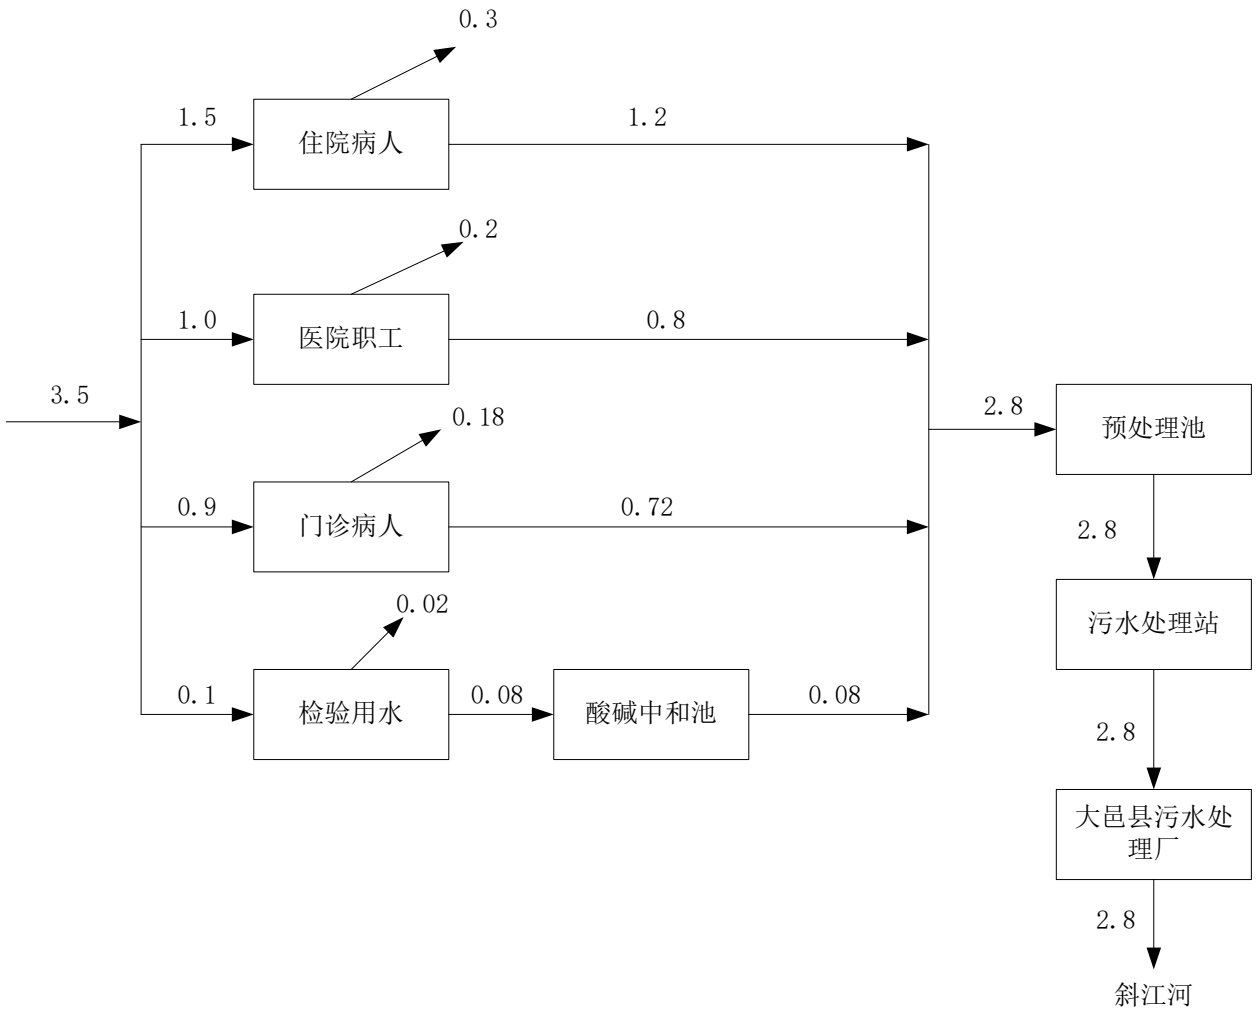 0.3
1.5
住院病人
1.2
0.2
1.0
医院职工
0.8
3.5
0.18
0.9
门诊病人
0.72
0.02
0.1
检验用水
0.08
酸碱中和池
0.08
2.8
预处理池
2.8
污水处理站
2.8
大邑县污水处
理厂
2.8
斜江河